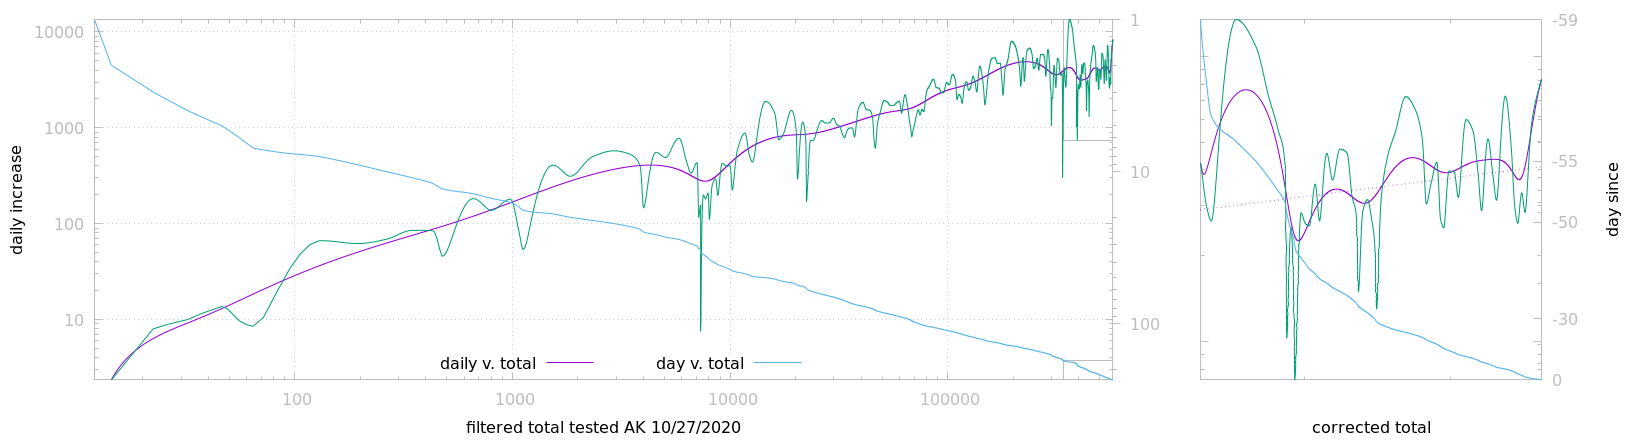 10000
1000
100
10
daily increase
100
1000
10000
100000
filtered total tested AK 10/27/2020
daily v. total
day v. total
1
10
100
-59
-55
-50
-30
0
day since
corrected total